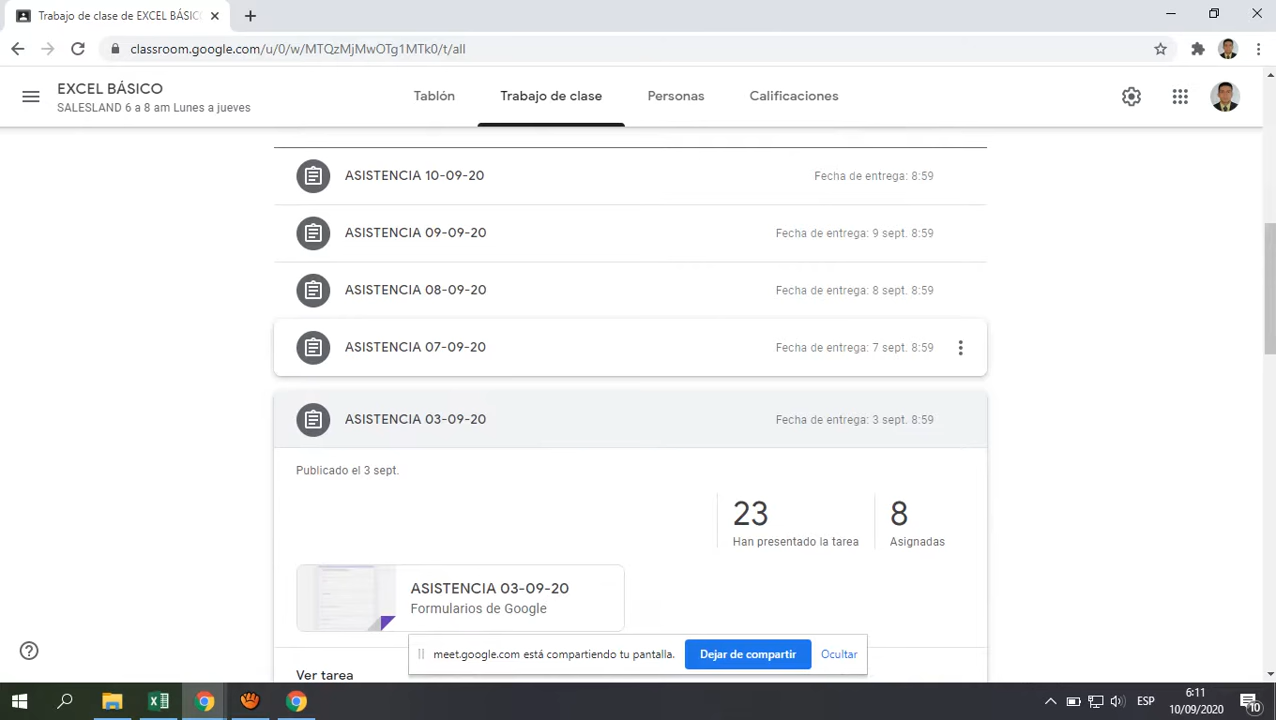 Trabajo de clase de EXCEL BÁSIC
classroom.google.com/u/0/w/MTQzMjMwOTg1MTk0/t/all
EXCEL BÁSICO
SALESLAND 6 a 8 am Lunes a jueves
Tablón
Trabajo de clase
Personas
Calificaciones
ASISTENCIA 10-09-20
Fecha de entrega: 8:59
ASISTENCIA 09-09-20
Fecha de entrega: 9 sept. 8:59
ASISTENCIA 08-09-20
Fecha de entrega: 8 sept. 8:59
ASISTENCIA 07-09-20
Fecha de entrega: 7 sept. 8:59
ASISTENCIA 03-09-20
Fecha de entrega: 3 sept. 8:59
Publicado el 3 sept.
23
Han presentado la tarea
8
Asignadas
ASISTENCIA 03-09-20
Formularios de Google
meet.google.com está compartiendo tu pantalla.
Dejar de compartir
Ocultar
Ver tarea
ESP
6:11
10/09/2020
10